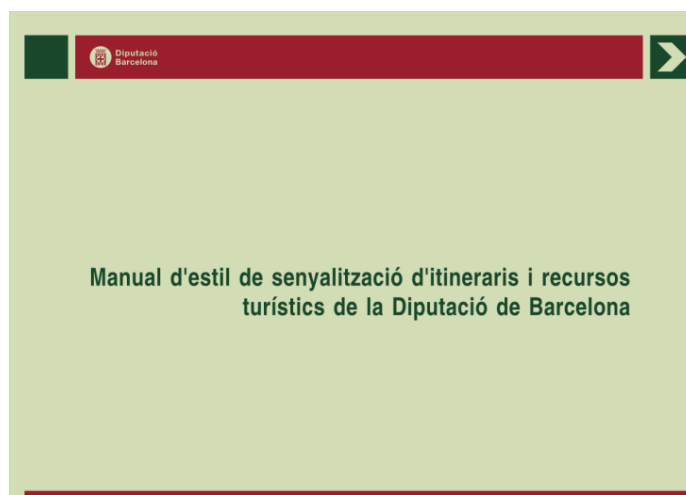 Diputació
Barcelona
Manual d'estil de senyalització d'itineraris i recursos
turístics de la Diputació de Barcelona